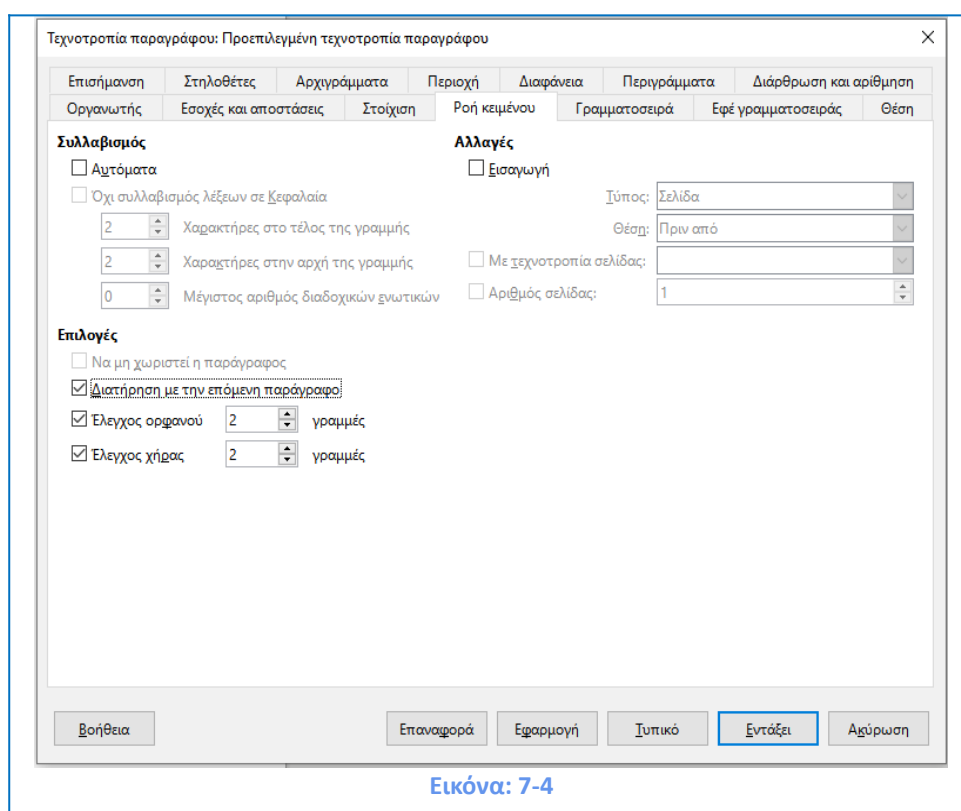 Τεχνοτροπία παραγράφου: Προεπιλεγμένη τεχνοτροπία παραγράφου
Επισήμανση Στηλοθέτες Αρχιγράμματα Περιοχή Διαφάνεια Περιγράμματα Διάρθρωση και αρίθμηση
Οργανωτής Εσοχές και αποστάσεις Στοίχιση Ροή κειμένου Γραμματοσειρά Εφέ γραμματοσειράς Θέση
Συλλαβισμός
Αυτόματα
Όχι συλλαβισμός λέξεων σε Κεφαλαία
2 Χαρακτήρες στο τέλος της γραμμής
2 Χαρακτήρες στην αρχή της γραμμής
0 Μέγιστος αριθμός διαδοχικών ενωτικών
Αλλαγές
Εισαγωγή
Τύπος: Σελίδα
Θέση: Πριν από
Με τεχνοτροπία σελίδας:
Αριθμός σελίδας: 1
Επιλογές
Να μη χωριστεί η παράγραφος
Διατήρηση με την επόμενη παράγραφο
Έλεγχος ορφανού 2 γραμμές
Έλεγχος χήρας 2 γραμμές
Βοήθεια Επαναφορά Εφαρμογή Τυπικό Εντάξει Ακύρωση
Εικόνα: 7-4